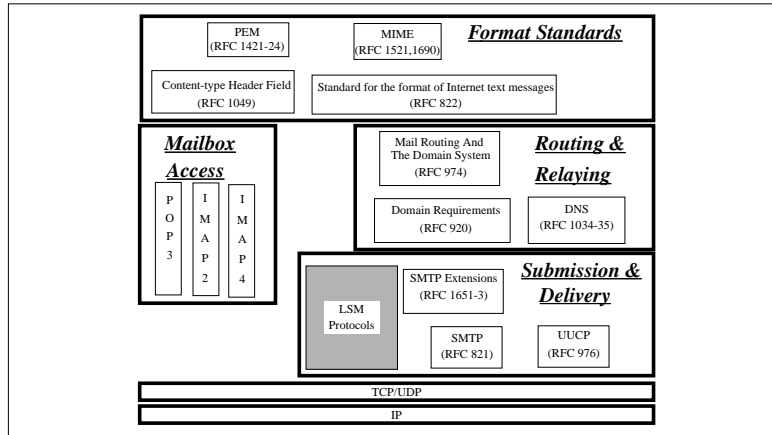 PEM
(RFC 1421-24)
MIME
(RFC 1521,1690)
Format Standards
Content-type Header Field
(RFC 1049)
Standard for the format of Internet text messages
(RFC 822)
Mailbox
Access
POP3
IMAP2
IMAP4
Mail Routing And
The Domain System
(RFC 974)
Routing &
Relaying
Domain Requirements
(RFC 920)
DNS
(RFC 1034-35)
LSM
Protocols
SMTP Extensions
(RFC 1651-3)
Submission &
Delivery
SMTP
(RFC 821)
UUCP
(RFC 976)
TCP/UDP
IP